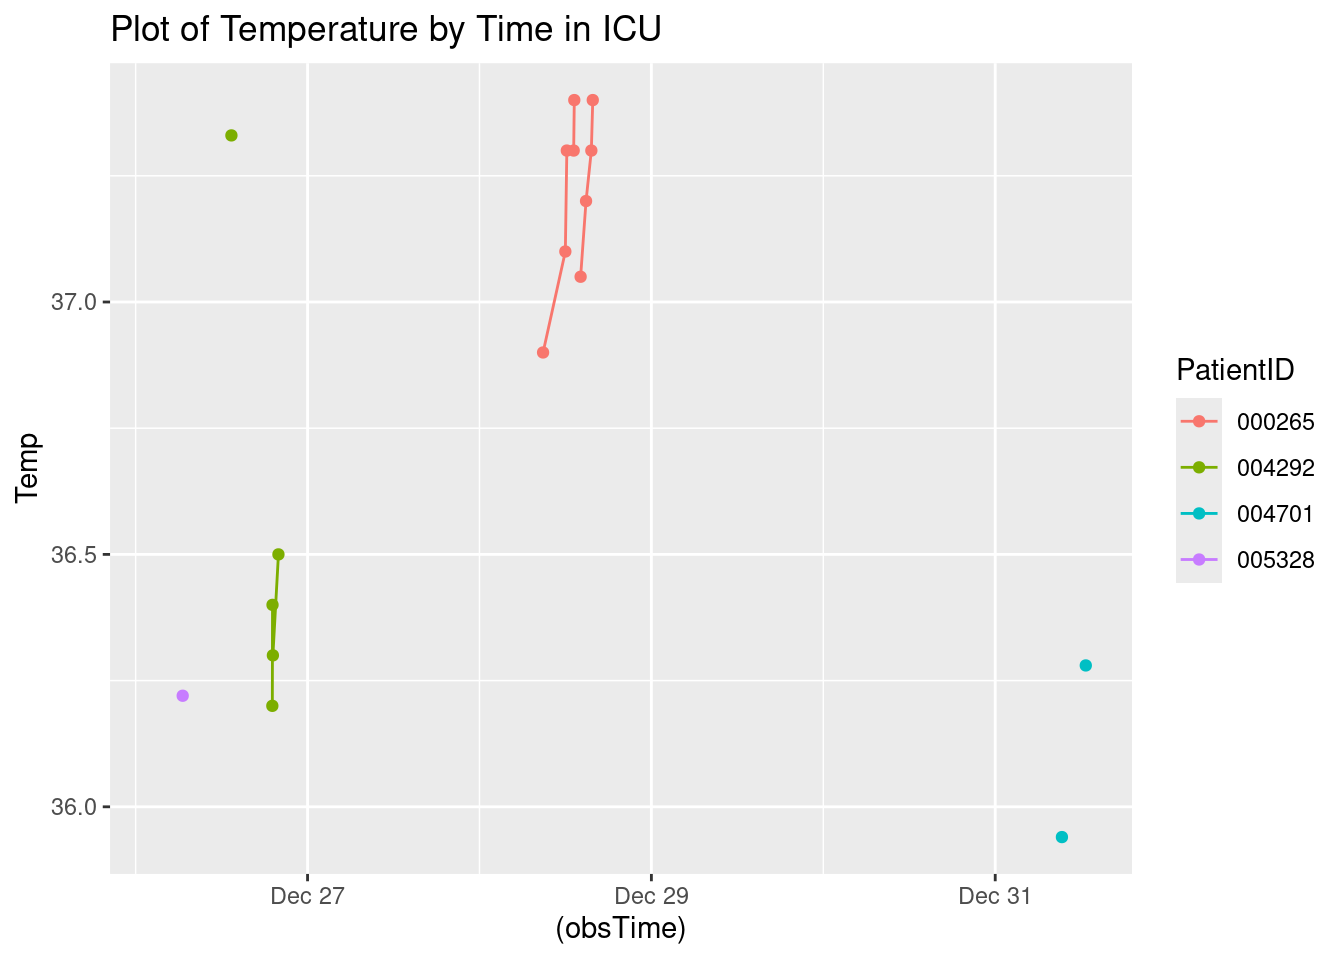 Plot of Temperature by Time in ICU
37.0
36.5
36.0
Temp
Dec 27
Dec 29
Dec 31
(obsTime)
PatientID
000265
004292
004701
005328